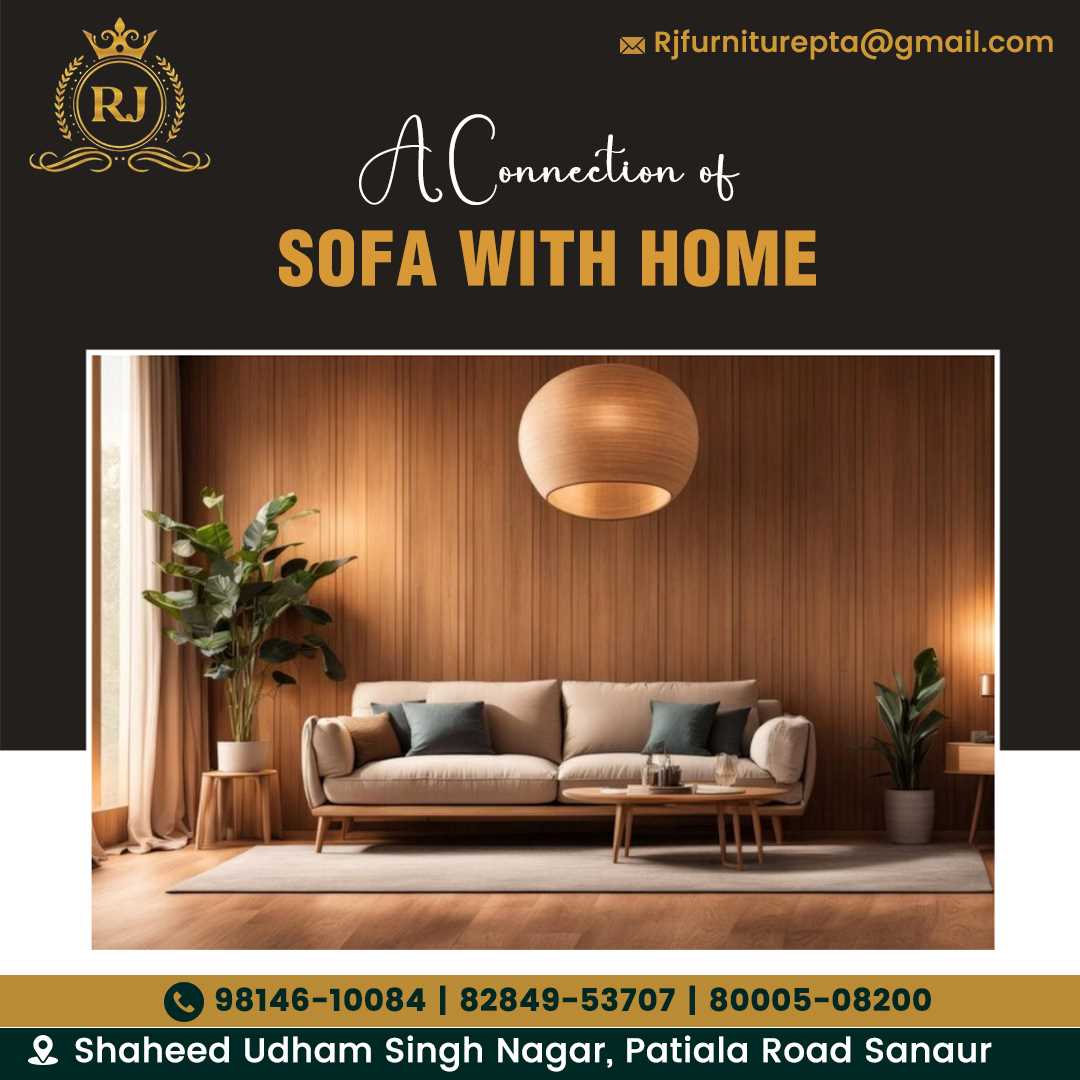 RJ
Rjfurniturepta@gmail.com
A Connection of
SOFA WITH HOME
98146-10084 | 82849-53707 | 80005-08200
Shaheed Udham Singh Nagar, Patiala Road Sanaur